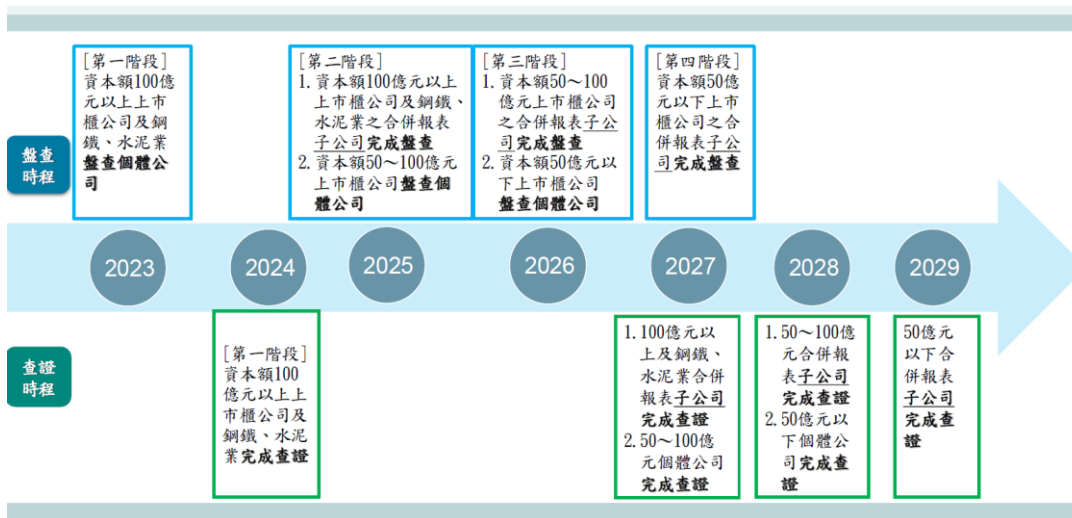 盤查
時程
[第一階段]
資本額100億
元以上上市
櫃公司及鋼
鐵、水泥業
盤查個體公
司
[第二階段]
1. 資本額100億元以上
上市櫃公司及鋼鐵、
水泥業之合併報表
子公司完成盤查
2. 資本額50～100億元
上市櫃公司盤查個
體公司
[第三階段]
1. 資本額50～100
億元上市櫃公司
之合併報表子公
司完成盤查
2. 資本額50億元以
下上市櫃公司
盤查個體公司
[第四階段]
資本額50億
元以下上市
櫃公司之合
併報表子公
司完成盤查
2023
2024
2025
2026
2027
2028
2029
查證
時程
[第一階段]
資本額100
億元以上上
市櫃公司及
鋼鐵、水泥
業完成查證
1.100億元以
上及鋼鐵、
水泥業合併
報表子公司
完成查證
2.50～100億
元個體公司
完成查證
1.50～100億
元合併報
表子公司
完成查證
2.50億元以
下個體公
司完成查
證
50億元
以下合
併報表
子公司
完成查
證